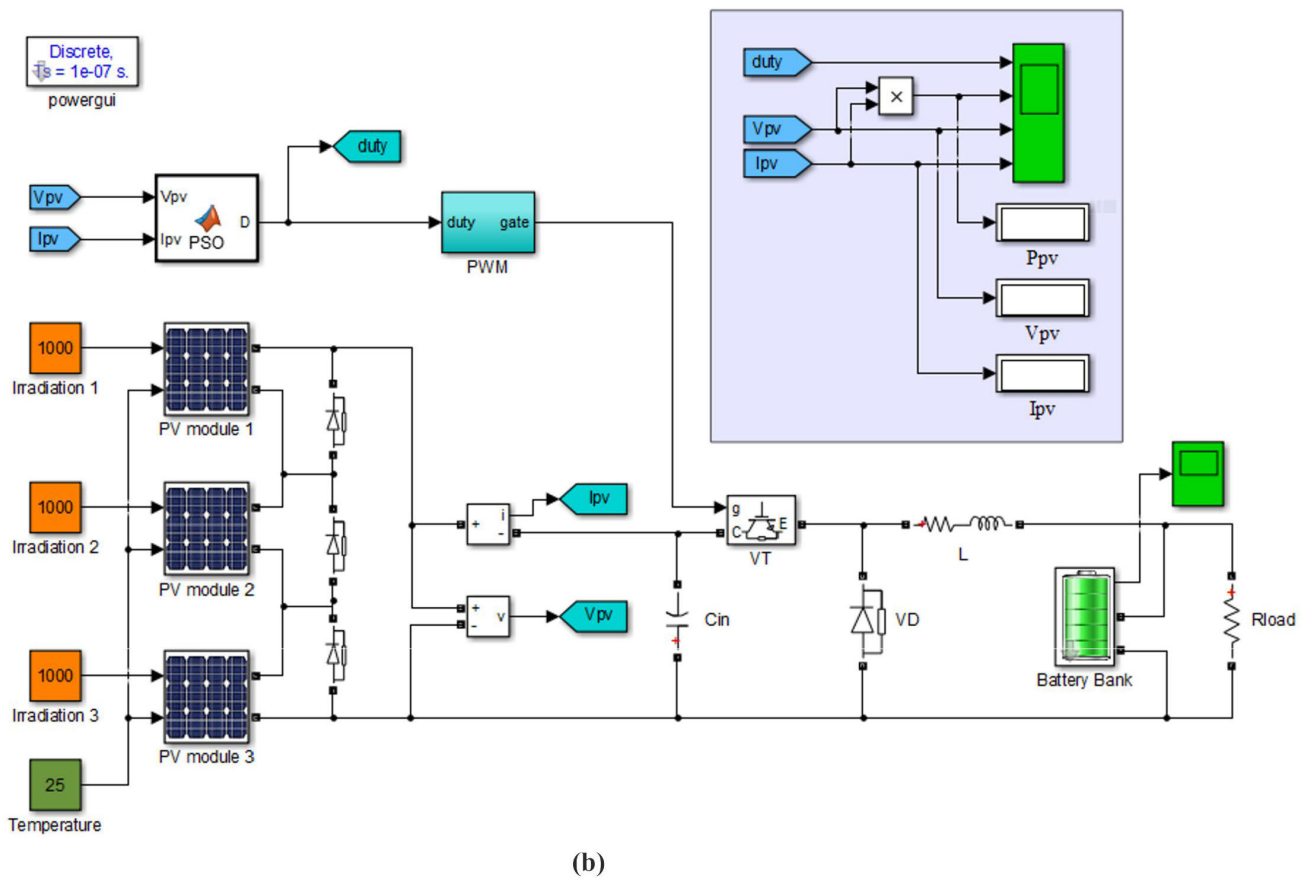 Discrete,
Ts = 1e-07 s.
powergui
duty
Vpv
Ipv
Vpv
Ipv
PSO
D
duty
duty
gate
PWM
×
Vpv
Ipv
Ppv
Vpv
Ipv
1000
Irradiation 1
PV module 1
1000
Irradiation 2
PV module 2
1000
Irradiation 3
PV module 3
25
Temperature
+
-
i
Ipv
+
-
v
Vpv
+
Cin
g
C
E
VT
VD
+
L
Battery Bank
+
Rload
(b)